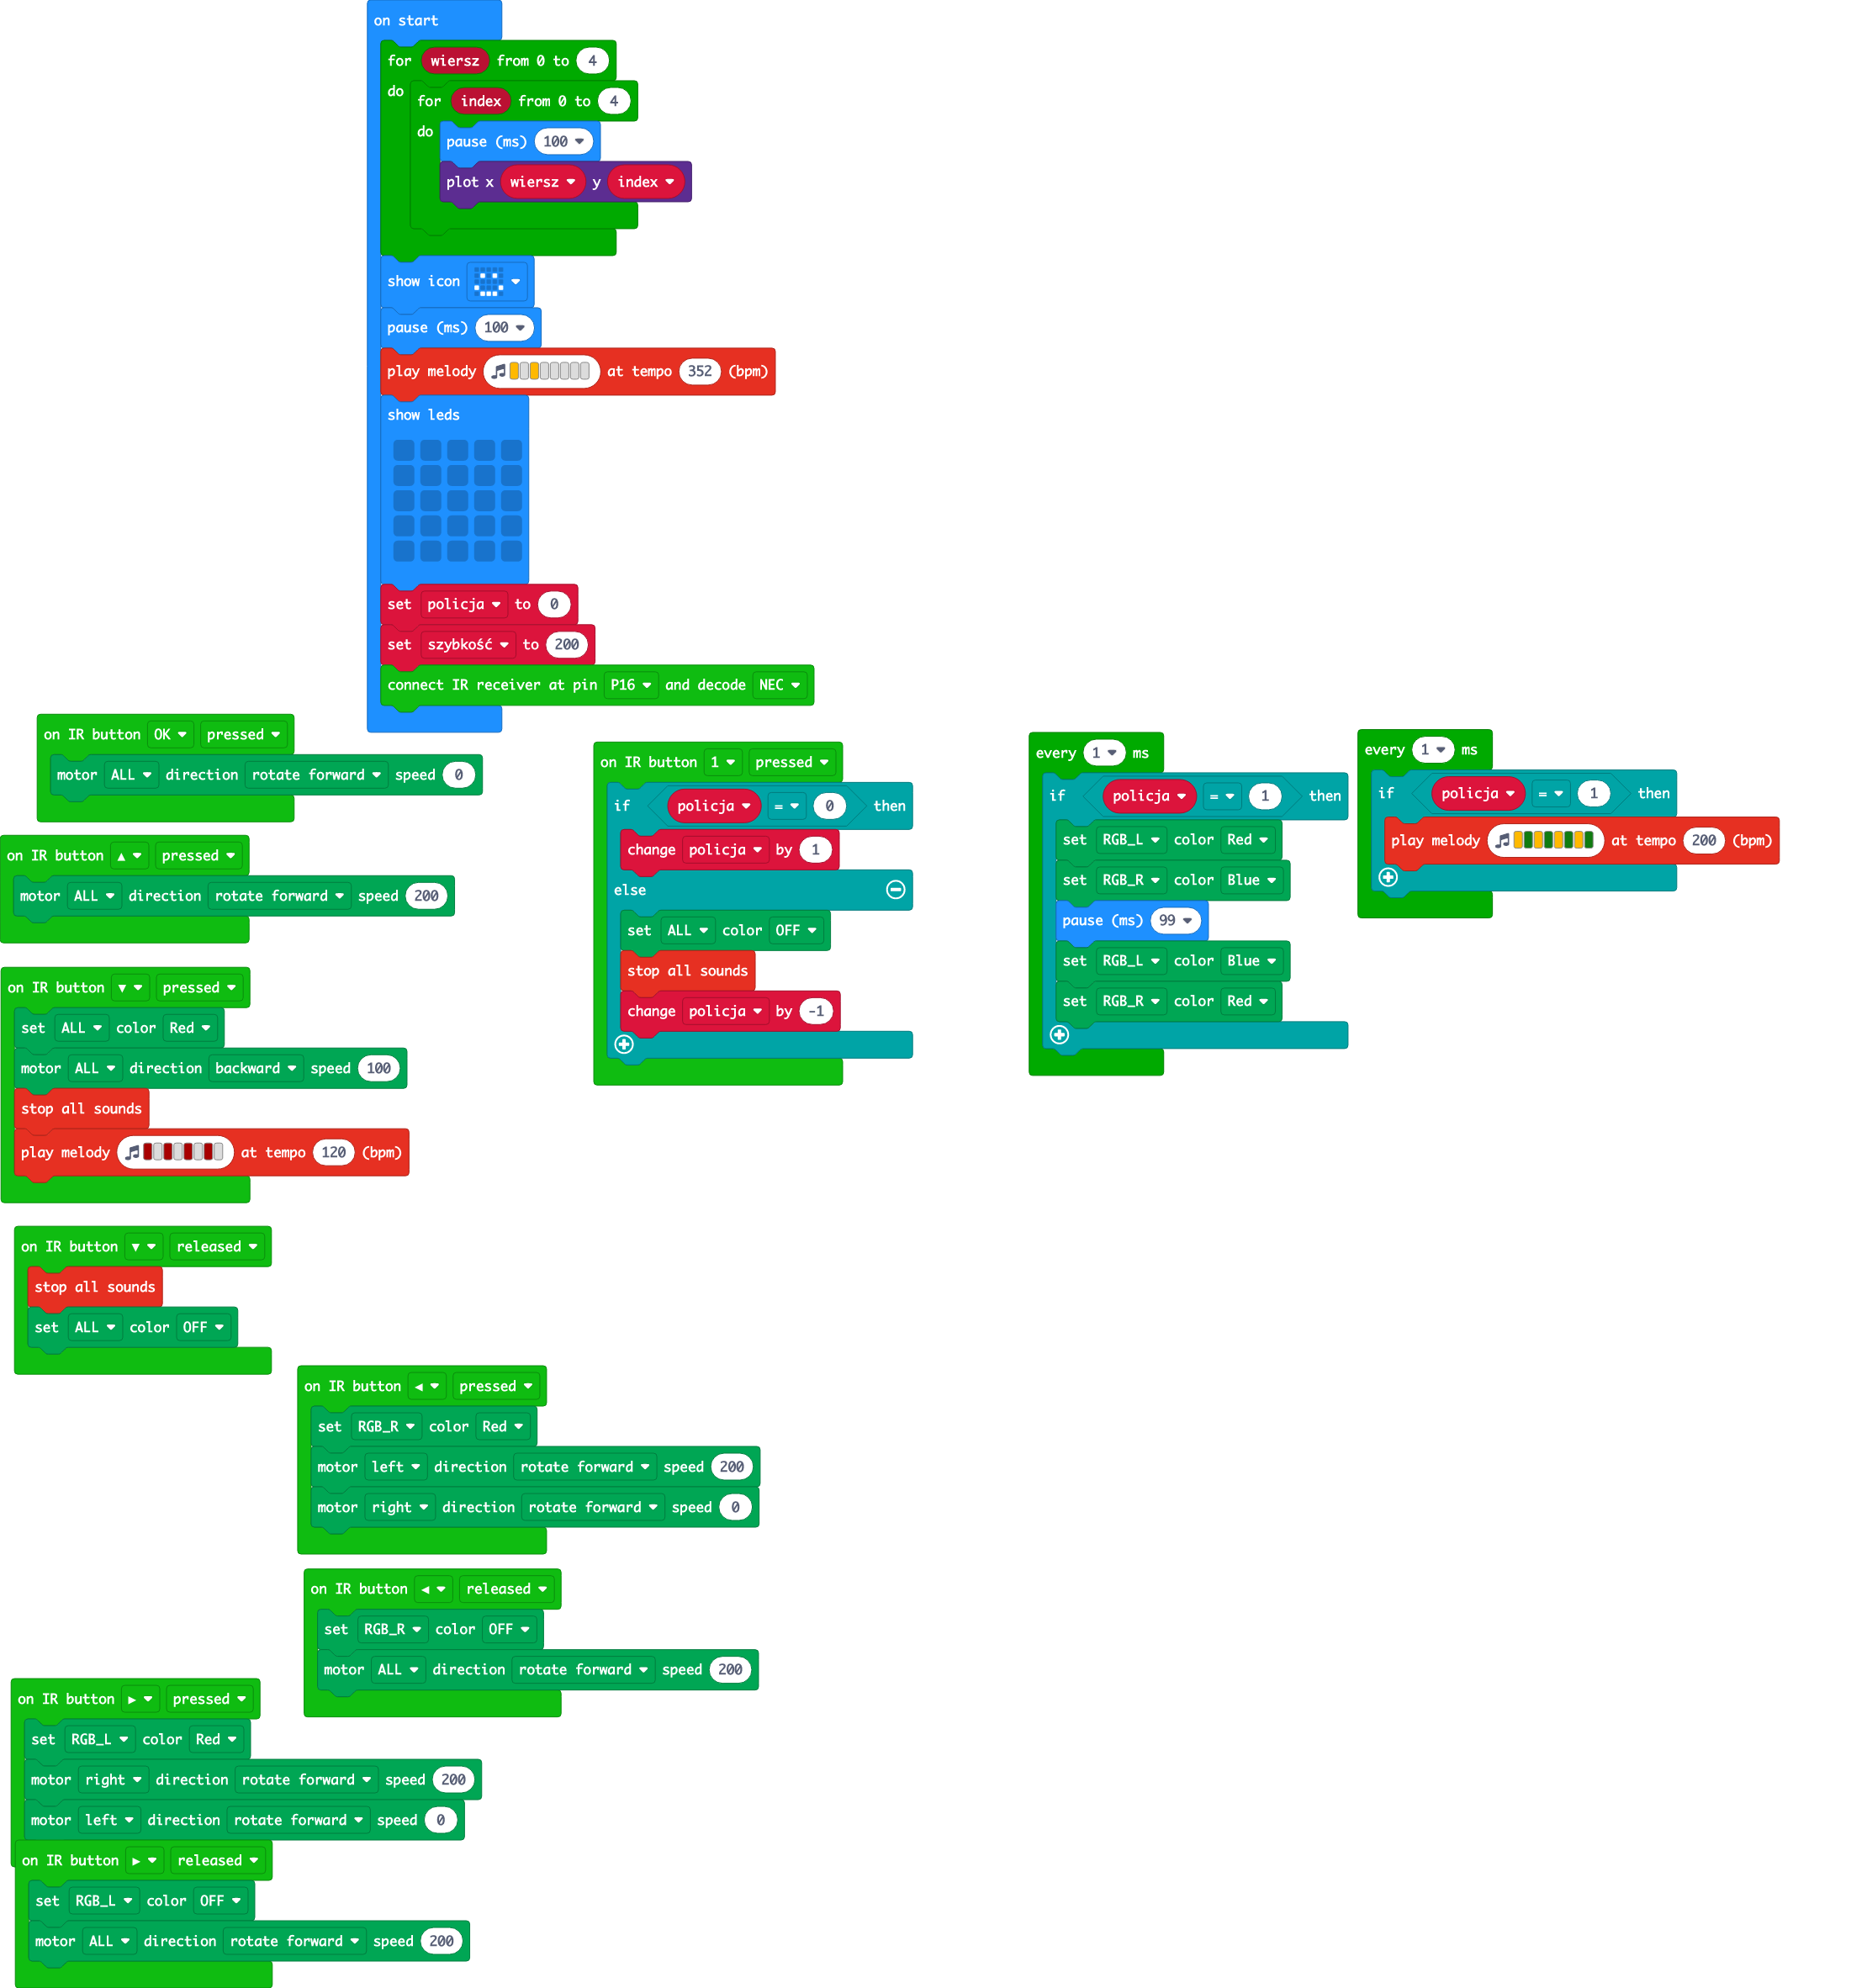 on start
for wiersz from 0 to 4
do
for index from 0 to 4
do
pause (ms) 100
plot x wiersz y index
show icon
pause (ms) 100
play melody at tempo 352 (bpm)
show leds
set policja to 0
set szybkość to 200
connect IR receiver at pin P16 and decode NEC
on IR button OK pressed
motor ALL direction rotate forward speed 0
on IR button ▲ pressed
motor ALL direction rotate forward speed 200
on IR button ▼ pressed
set ALL color Red
motor ALL direction backward speed 100
stop all sounds
play melody at tempo 120 (bpm)
on IR button ▼ released
stop all sounds
set ALL color OFF
on IR button 1 pressed
if policja = 0 then
change policja by 1
else
set ALL color OFF
stop all sounds
change policja by -1
every 1 ms
if policja = 1 then
set RGB_L color Red
set RGB_R color Blue
pause (ms) 99
set RGB_L color Blue
set RGB_R color Red
every 1 ms
if policja = 1 then
play melody at tempo 200 (bpm)
on IR button ◀ pressed
set RGB_R color Red
motor left direction rotate forward speed 200
motor right direction rotate forward speed 0
on IR button ◀ released
set RGB_R color OFF
motor ALL direction rotate forward speed 200
on IR button ▶ pressed
set RGB_L color Red
motor right direction rotate forward speed 200
motor left direction rotate forward speed 0
on IR button ▶ released
set RGB_L color OFF
motor ALL direction rotate forward speed 200